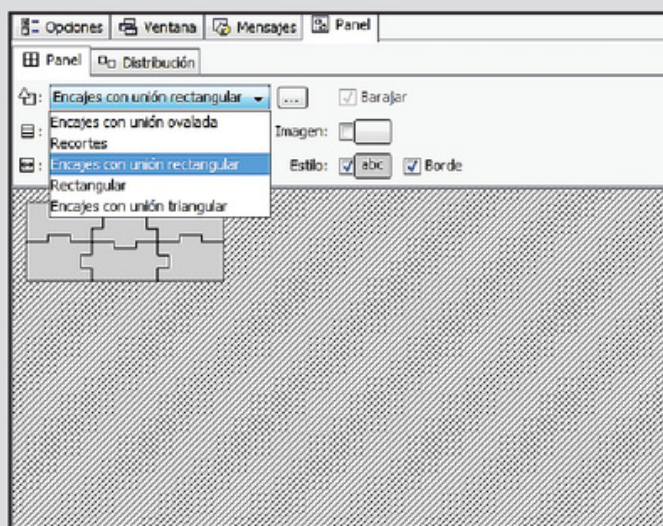 Opciones Ventana Mensajes Panel
Panel Distribución
: Encajes con unión rectangular ... Barajar
Encajes con unión ovalada
: Imagen:
Recortes
: Encajes con unión rectangular Estilo: abc Borde
Rectangular
Encajes con unión triangular